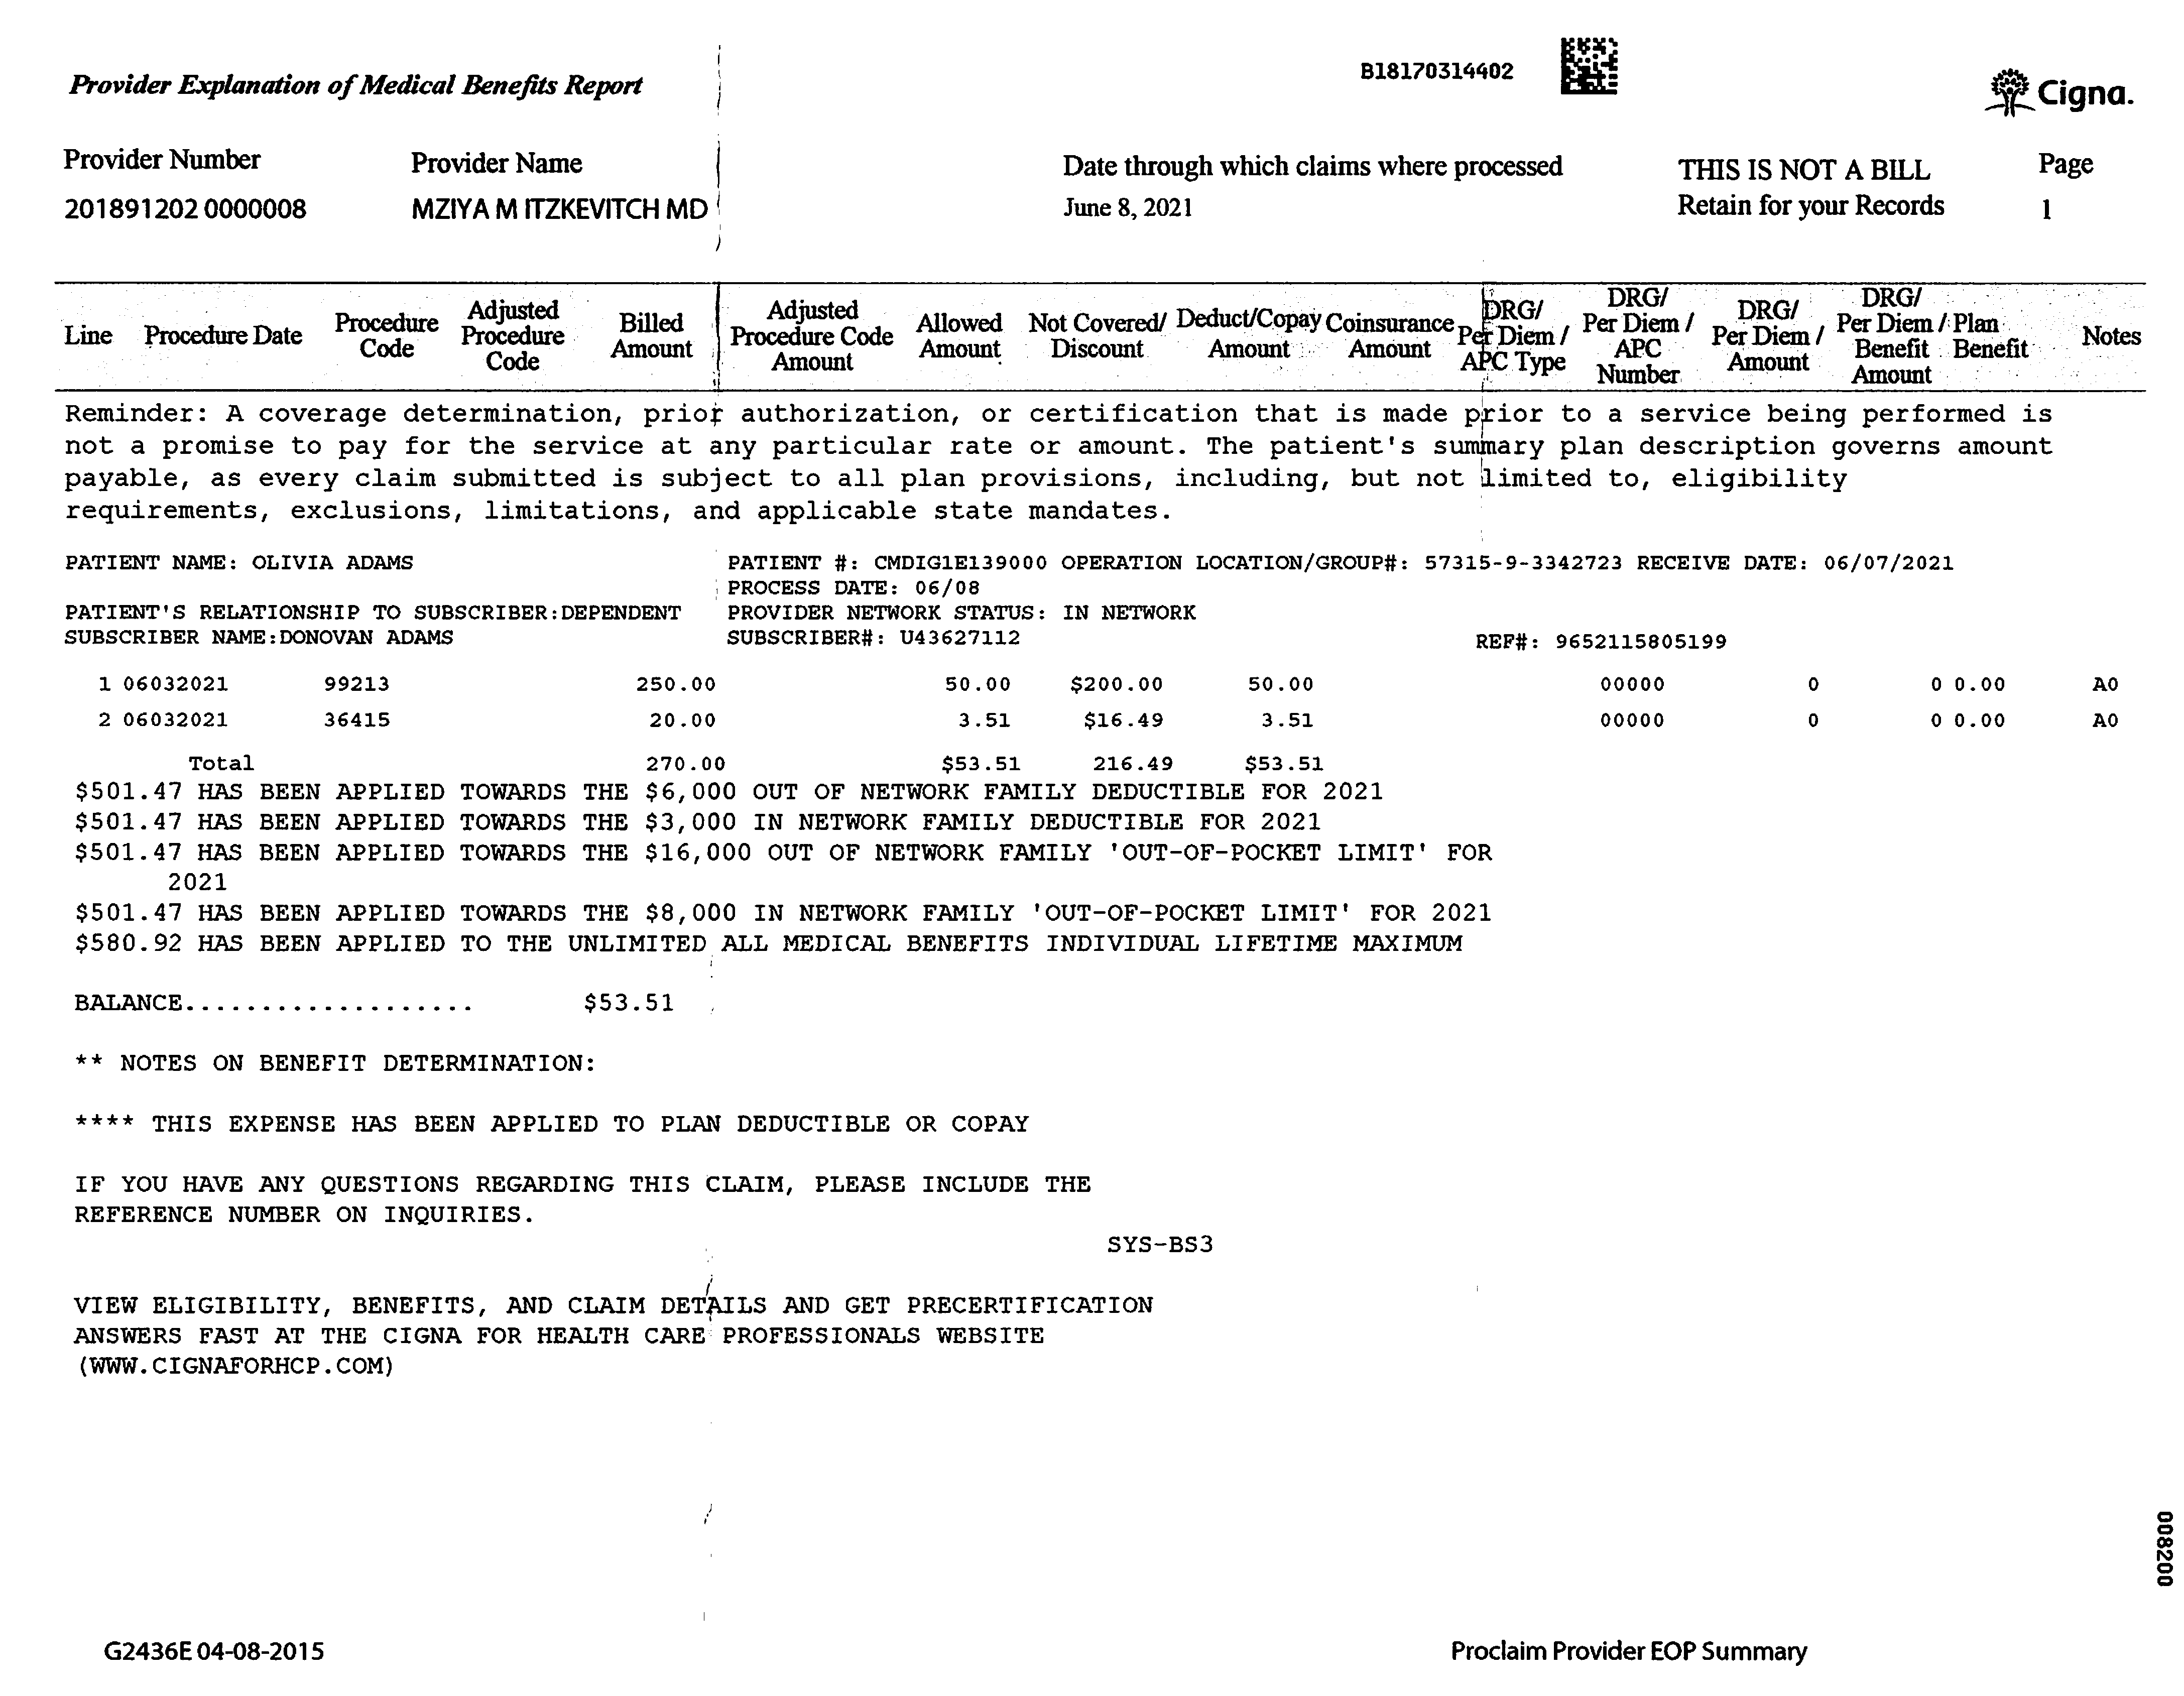 Provider Explanation of Medical Benefits Report
B18170314402
Cigna.
Provider Number Provider Name Date through which claims where processed THIS IS NOT A BILL Page
201891202 0000008 MZIYA M ITZKEVITCH MD June 8, 2021 Retain for your Records 1
Line Procedure Date Procedure Code Adjusted Procedure Code Billed Amount Adjusted Procedure Code Amount Allowed Amount Not Covered/ Discount Deduct/Copay Amount Coinsurance Amount DRG/ Per Diem / APC Type DRG/ Per Diem / APC Number DRG/ Per Diem / Amount DRG/ Per Diem / Benefit Amount Plan Benefit Notes
Reminder: A coverage determination, prior authorization, or certification that is made prior to a service being performed is
not a promise to pay for the service at any particular rate or amount. The patient's summary plan description governs amount
payable, as every claim submitted is subject to all plan provisions, including, but not limited to, eligibility
requirements, exclusions, limitations, and applicable state mandates.
PATIENT NAME: OLIVIA ADAMS PATIENT #: CMDIG1E139000 OPERATION LOCATION/GROUP#: 57315-9-3342723 RECEIVE DATE: 06/07/2021
PROCESS DATE: 06/08
PATIENT'S RELATIONSHIP TO SUBSCRIBER:DEPENDENT PROVIDER NETWORK STATUS: IN NETWORK
SUBSCRIBER NAME:DONOVAN ADAMS SUBSCRIBER#: U43627112 REF#: 9652115805199
1 06032021 99213 250.00 50.00 $200.00 50.00 00000 0 0 0.00 A0
2 06032021 36415 20.00 3.51 $16.49 3.51 00000 0 0 0.00 A0
Total 270.00 $53.51 216.49 $53.51
$501.47 HAS BEEN APPLIED TOWARDS THE $6,000 OUT OF NETWORK FAMILY DEDUCTIBLE FOR 2021
$501.47 HAS BEEN APPLIED TOWARDS THE $3,000 IN NETWORK FAMILY DEDUCTIBLE FOR 2021
$501.47 HAS BEEN APPLIED TOWARDS THE $16,000 OUT OF NETWORK FAMILY 'OUT-OF-POCKET LIMIT' FOR
2021
$501.47 HAS BEEN APPLIED TOWARDS THE $8,000 IN NETWORK FAMILY 'OUT-OF-POCKET LIMIT' FOR 2021
$580.92 HAS BEEN APPLIED TO THE UNLIMITED ALL MEDICAL BENEFITS INDIVIDUAL LIFETIME MAXIMUM
BALANCE................... $53.51
** NOTES ON BENEFIT DETERMINATION:
**** THIS EXPENSE HAS BEEN APPLIED TO PLAN DEDUCTIBLE OR COPAY
IF YOU HAVE ANY QUESTIONS REGARDING THIS CLAIM, PLEASE INCLUDE THE
REFERENCE NUMBER ON INQUIRIES.
SYS-BS3
VIEW ELIGIBILITY, BENEFITS, AND CLAIM DETAILS AND GET PRECERTIFICATION
ANSWERS FAST AT THE CIGNA FOR HEALTH CARE PROFESSIONALS WEBSITE
(WWW.CIGNAFORHCP.COM)
008200
G2436E 04-08-2015 Proclaim Provider EOP Summary